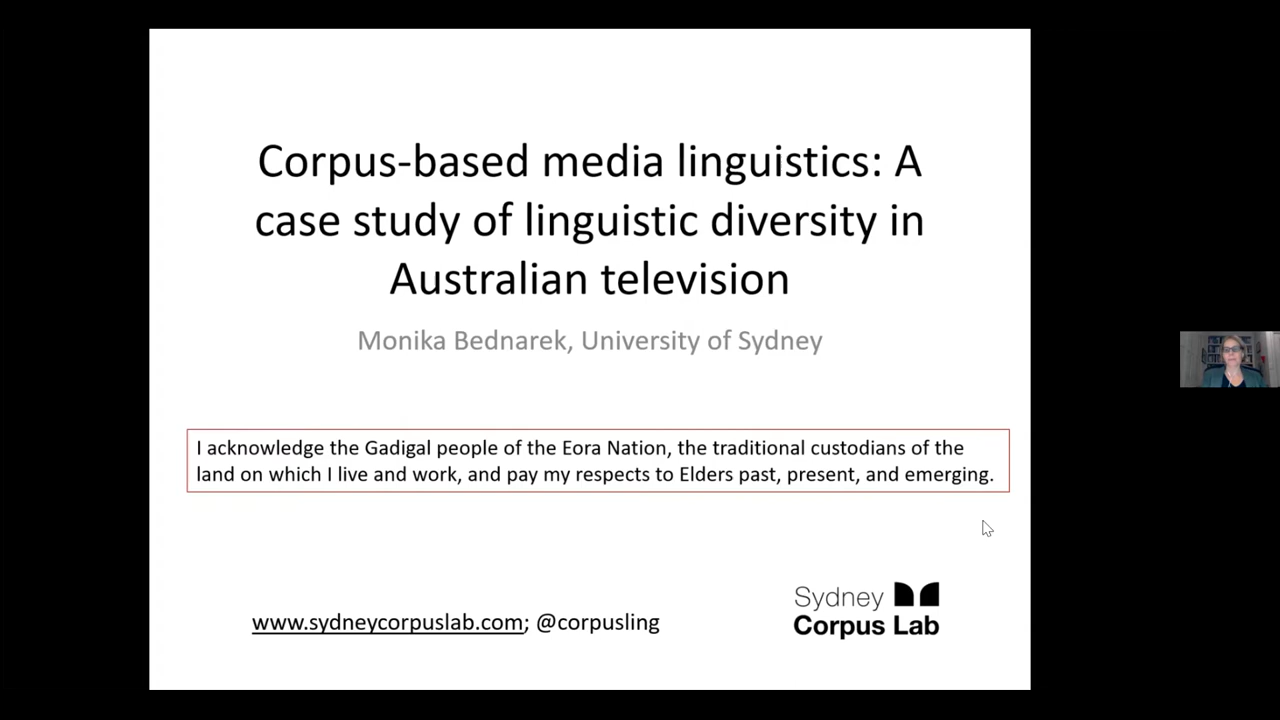 Corpus-based media linguistics: A
case study of linguistic diversity in
Australian television
Monika Bednarek, University of Sydney
I acknowledge the Gadigal people of the Eora Nation, the traditional custodians of the
land on which I live and work, and pay my respects to Elders past, present, and emerging.
www.sydneycorpuslab.com; @corpusling
Sydney
Corpus Lab